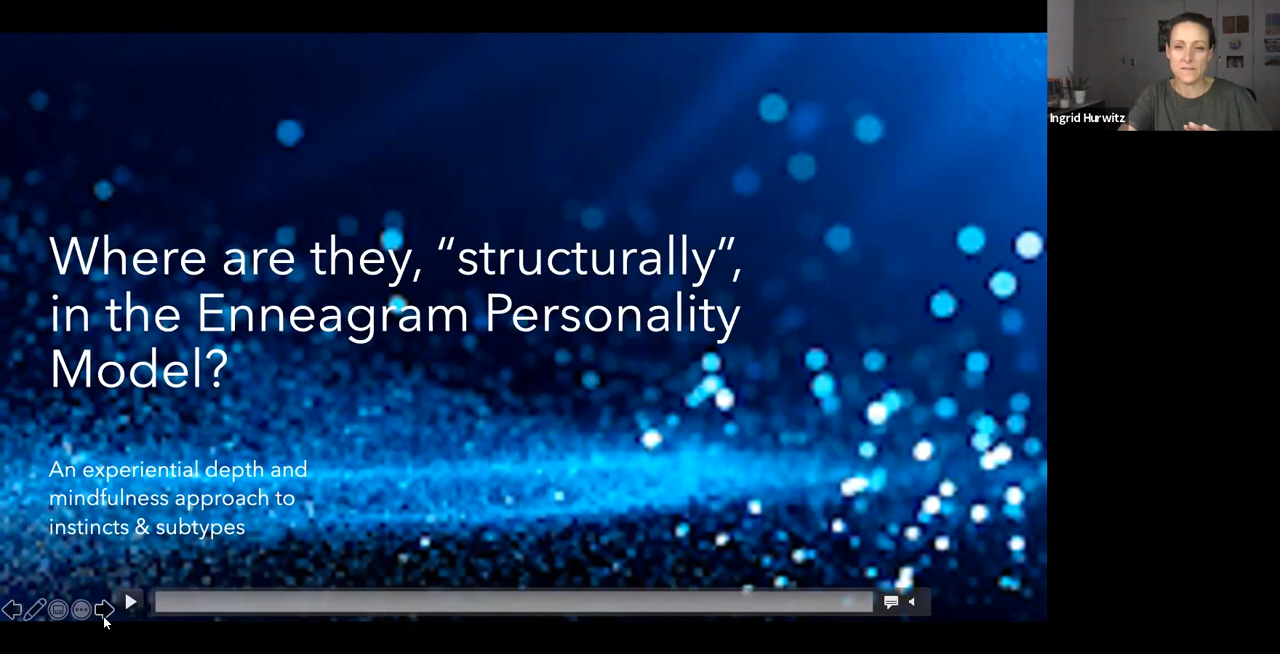 Where are they, “structurally”,
in the Enneagram Personality
Model?
An experiential depth and
mindfulness approach to
instincts & subtypes
Ingrid Hurwitz